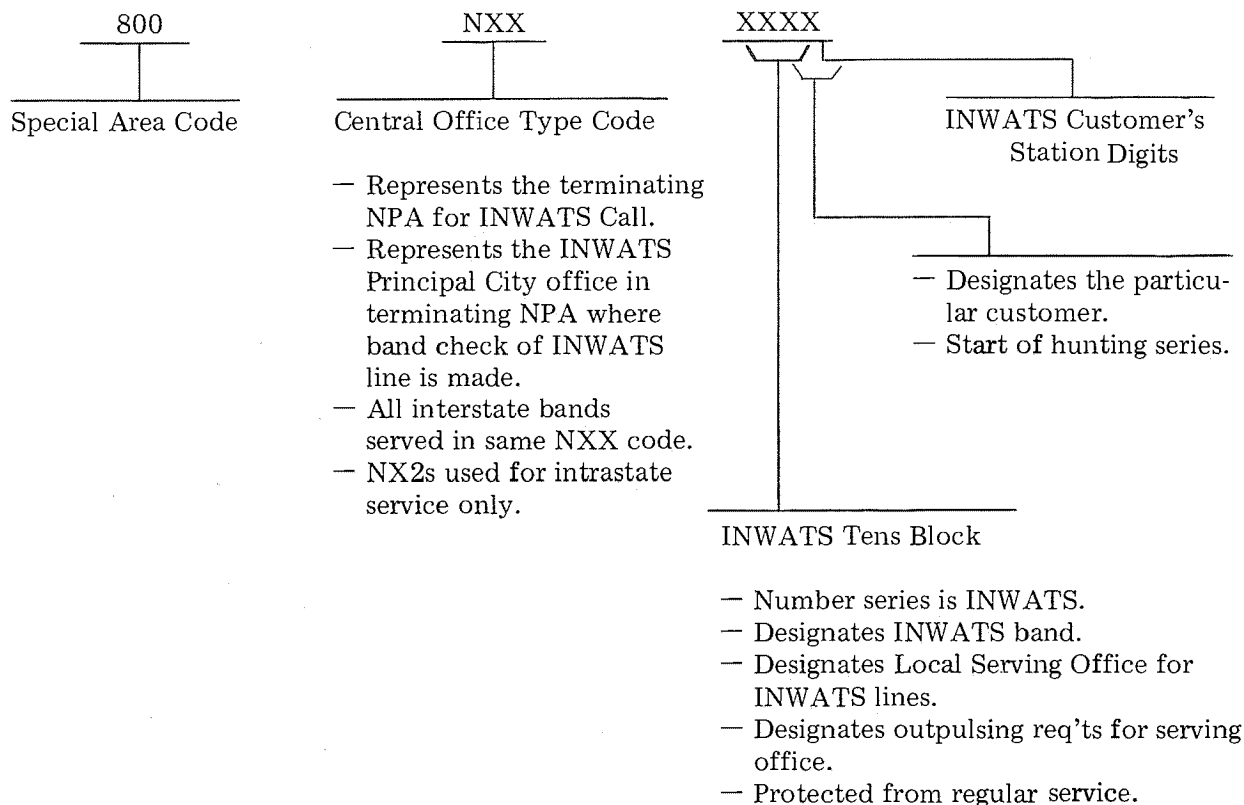 800
NXX
XXXX
Special Area Code
Central Office Type Code
— Represents the terminating
NPA for INWATS Call.
— Represents the INWATS
Principal City office in
terminating NPA where
band check of INWATS
line is made.
— All interstate bands
served in same NXX code.
— NX2s used for intrastate
service only.
INWATS Customer's
Station Digits
— Designates the particu-
lar customer.
— Start of hunting series.
INWATS Tens Block
— Number series is INWATS.
— Designates INWATS band.
— Designates Local Serving Office for
INWATS lines.
— Designates outpulsing req'ts for serving
office.
— Protected from regular service.